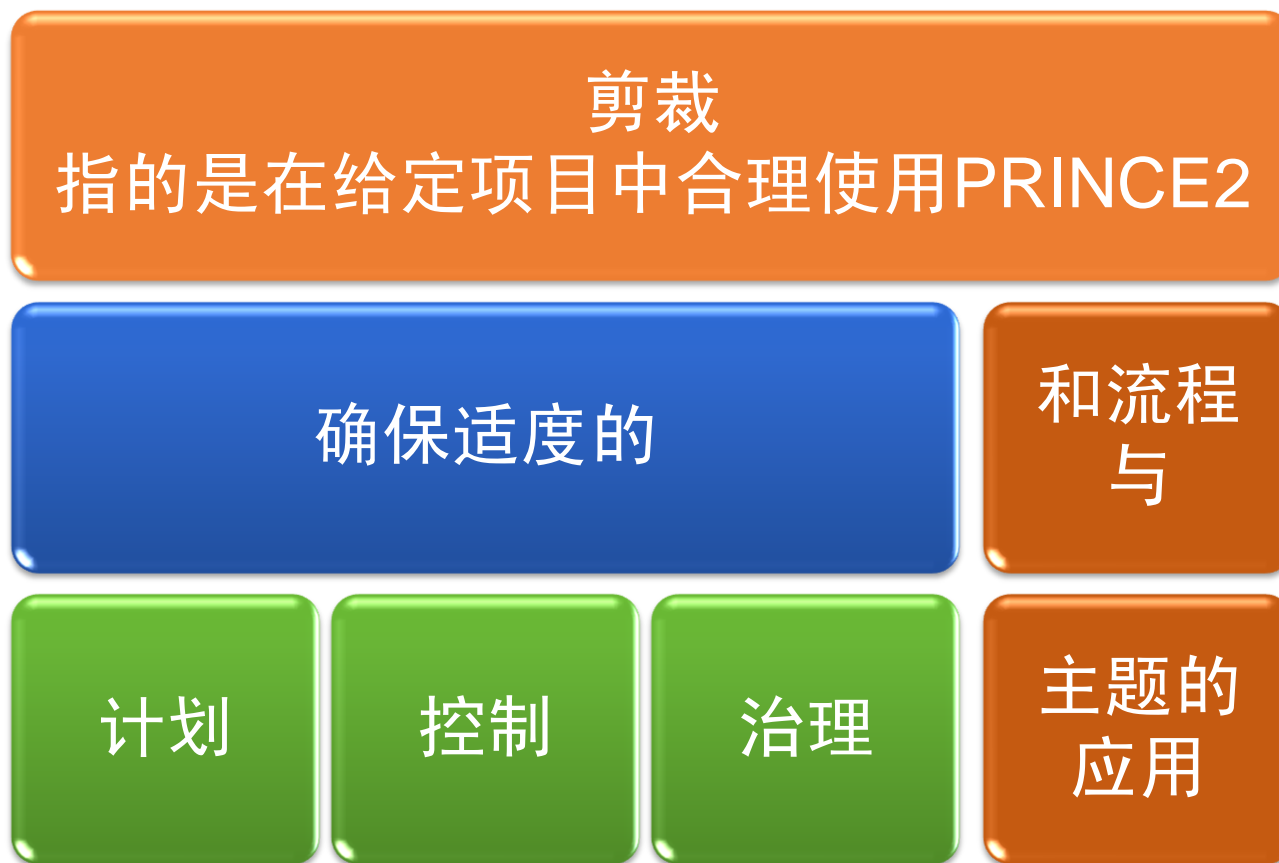 剪裁
指的是在给定项目中合理使用PRINCE2
确保适度的
和流程
与
计划
控制
治理
主题的
应用